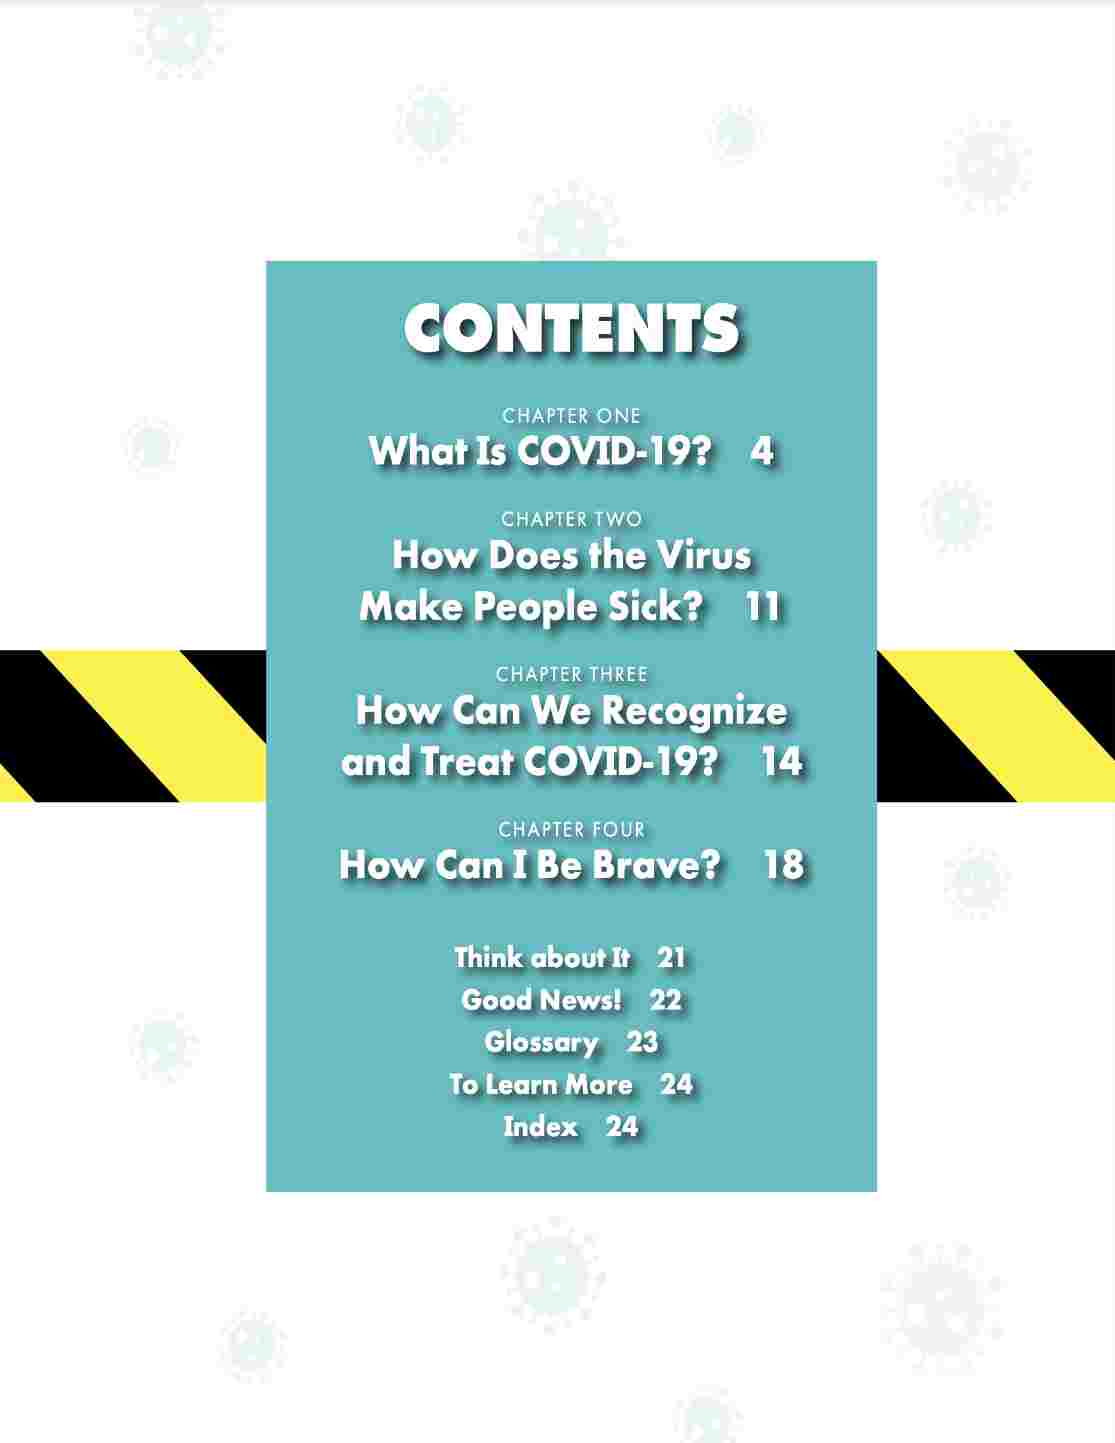 CONTENTS
CHAPTER ONE
What Is COVID-19? 4
CHAPTER TWO
How Does the Virus
Make People Sick? 11
CHAPTER THREE
How Can We Recognize
and Treat COVID-19? 14
CHAPTER FOUR
How Can I Be Brave? 18
Think about It 21
Good News! 22
Glossary 23
To Learn More 24
Index 24